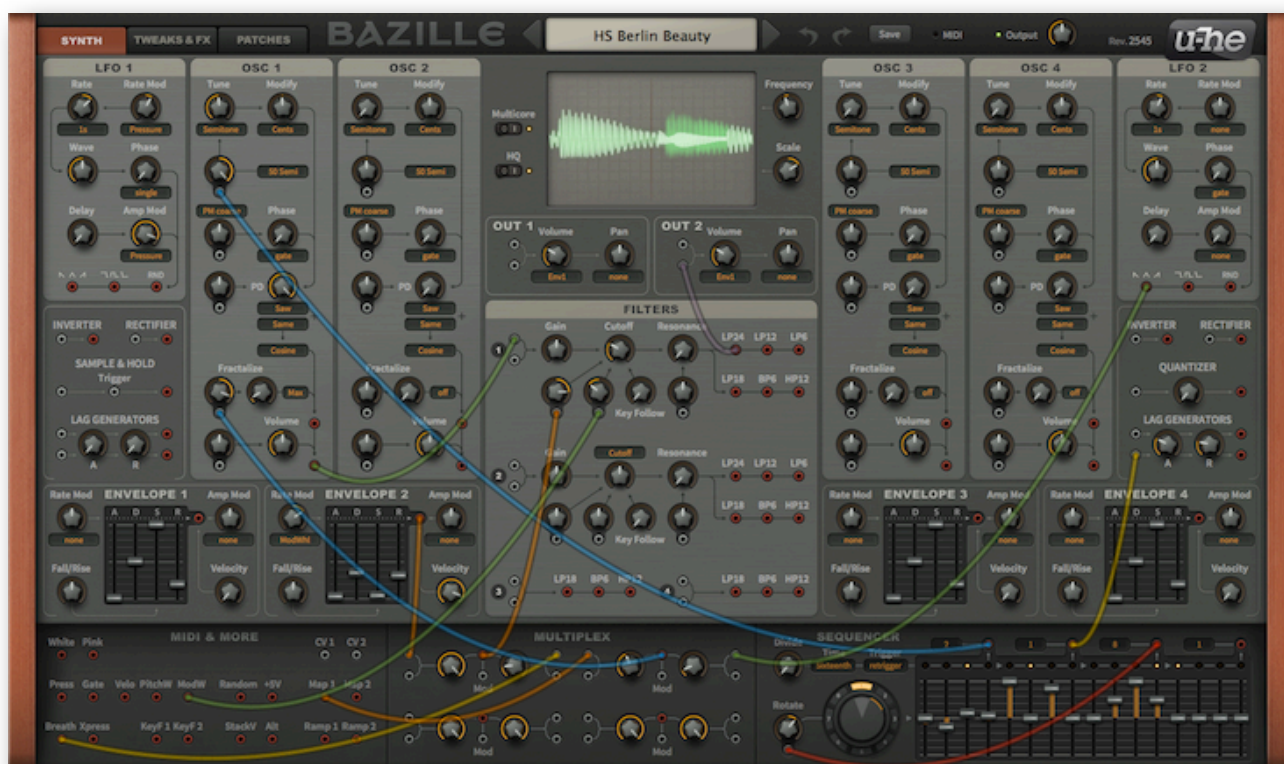 SYNTH TWEAKS & FX PATCHES BAZILLE HS Berlin Beauty Save MIDI Output Rev. 2545 u-he
LFO 1 OSC 1 OSC 2 OSC 3 OSC 4 LFO 2
Rate Rate Mod Tune Modify Tune Modify Frequency Tune Modify Tune Modify Rate Rate Mod
1s Pressure Semitone Cents Semitone Cents Multicore Semitone Cents Semitone Cents 1s none
Wave Phase HQ Scale Wave Phase
50 Semi 50 Semi 50 Semi 50 Semi
single gate
Delay Amp Mod PM coarse Phase PM coarse Phase PM coarse Phase PM coarse Phase Delay Amp Mod
OUT 1 Volume Pan OUT 2 Volume Pan
Pressure gate gate gate gate none
Env1 none Env1 none
RND PD PD PD PD RND
Saw Saw FILTERS Saw Saw
INVERTER RECTIFIER Same Same Gain Cutoff Resonance Same Same INVERTER RECTIFIER
Cosine Cosine 1 LP24 LP12 LP6 Cosine Cosine
SAMPLE & HOLD QUANTIZER
Trigger Fractalize Fractalize LP18 BP6 HP12 Fractalize Fractalize
Max off Key Follow off off
LAG GENERATORS Volume Volume Volume Volume LAG GENERATORS
A R Gain Cutoff Resonance A R
2 LP24 LP12 LP6
ENVELOPE 1 ENVELOPE 2 ENVELOPE 3 ENVELOPE 4
Rate Mod A D S R Amp Mod Rate Mod A D S R Amp Mod LP18 BP6 HP12 Rate Mod A D S R Amp Mod Rate Mod A D S R Amp Mod
none none ModWhl none Key Follow none none none none
Fall/Rise Velocity Fall/Rise Velocity 3 LP18 BP6 HP12 4 LP18 BP6 HP12 Fall/Rise Velocity Fall/Rise Velocity
MIDI & MORE MULTIPLEX SEQUENCER
White Pink CV 1 CV 2 Divide Time Trigger 1 1
sixteenth retrigger
Press Gate Velo PitchW ModW Random +5V Map 1 Map 2 Mod Mod
Rotate
Breath Xpress KeyF 1 KeyF 2 StackV Alt Ramp 1 Ramp 2
Mod Mod